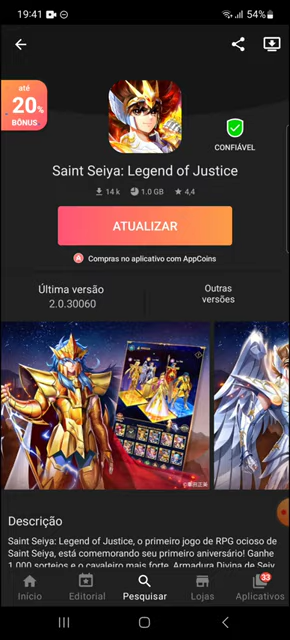 19:41
54%
até
20%
BÔNUS
CONFIÁVEL
Saint Seiya: Legend of Justice
14 k
1.0 GB
4,4
ATUALIZAR
Compras no aplicativo com AppCoins
Última versão
2.0.30060
Outras
versões
Descrição
Saint Seiya: Legend of Justice, o primeiro jogo de RPG ocioso de
Saint Seiya, está comemorando seu primeiro aniversário! Ganhe
1.000 sorteios e o cavaleiro mais forte, Armadura Divina de Seiy
33
Início
Editorial
Pesquisar
Lojas
Aplicativos